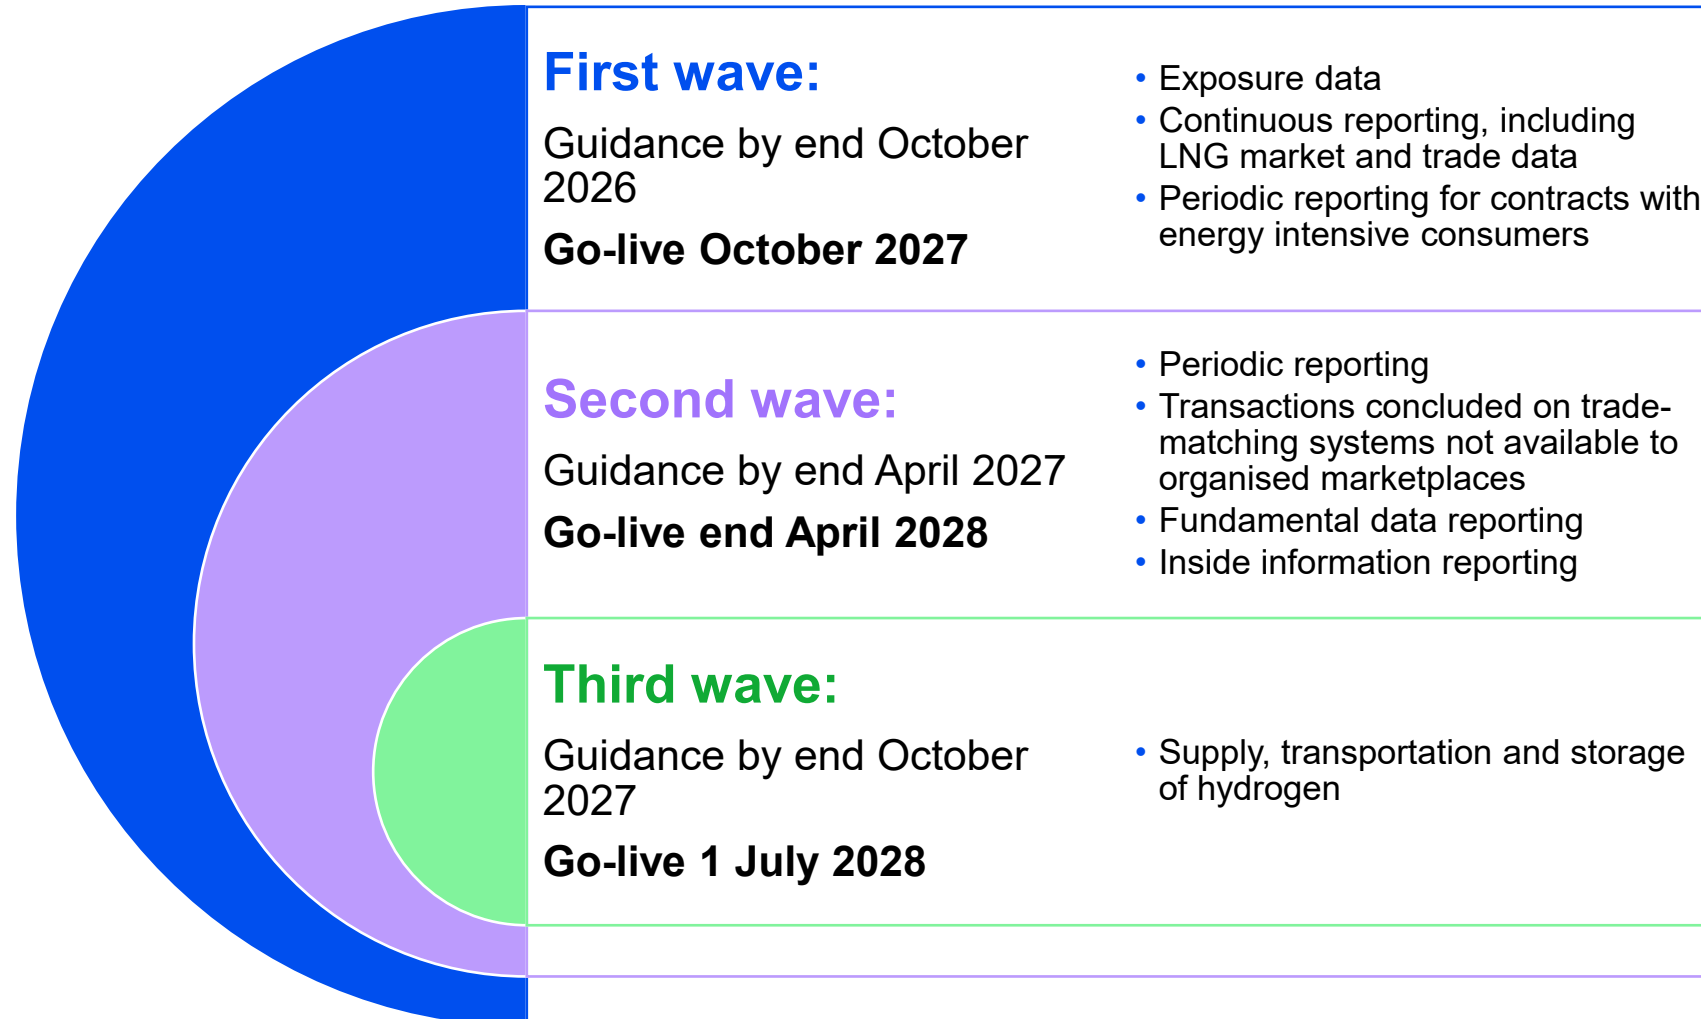 First wave:
Guidance by end October
2026
Go-live October 2027
• Exposure data
• Continuous reporting, including
LNG market and trade data
• Periodic reporting for contracts with
energy intensive consumers
Second wave:
Guidance by end April 2027
Go-live end April 2028
• Periodic reporting
• Transactions concluded on trade-
matching systems not available to
organised marketplaces
• Fundamental data reporting
• Inside information reporting
Third wave:
Guidance by end October
2027
Go-live 1 July 2028
• Supply, transportation and storage
of hydrogen